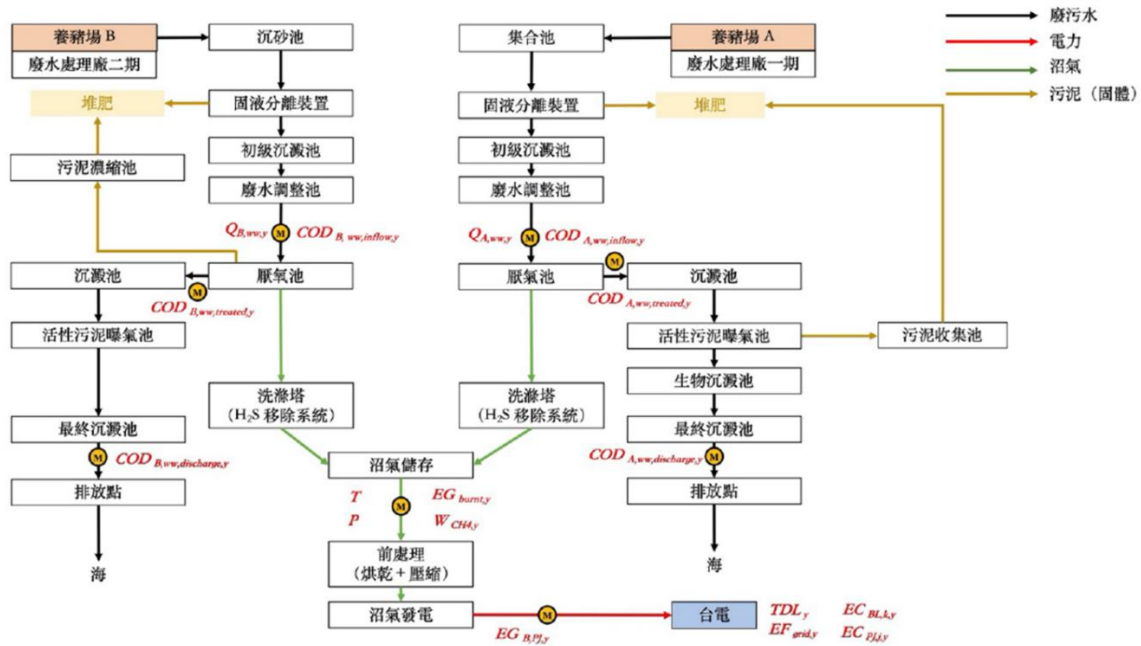 養豬場 B
廢水處理廠二期
沉砂池
堆肥
固液分離裝置
污泥濃縮池
初級沉澱池
廢水調整池
Q B,ww,y
M
COD B, ww,inflow,y
沉澱池
M
厭氧池
COD B,ww,treated,y
活性污泥曝氣池
洗滌塔
（H₂S 移除系統）
最終沉澱池
M
COD B,ww,discharge,y
排放點
海
集合池
養豬場 A
廢水處理廠一期
固液分離裝置
堆肥
初級沉澱池
廢水調整池
Q A,ww,y
M
COD A,ww,inflow,y
厭氧池
M
沉澱池
COD A,ww,treated,y
活性污泥曝氣池
污泥收集池
洗滌塔
（H₂S 移除系統）
生物沉澱池
最終沉澱池
COD A,ww,discharge,y
M
排放點
海
沼氣儲存
T
M
EG burnt,y
P
W CH4,y
前處理
（烘乾＋壓縮）
沼氣發電
M
EG B,PJ,y
台電
TDL y
EC BL,k,y
EF grid,y
EC PJ,j,y
廢污水
電力
沼氣
污泥（固體）